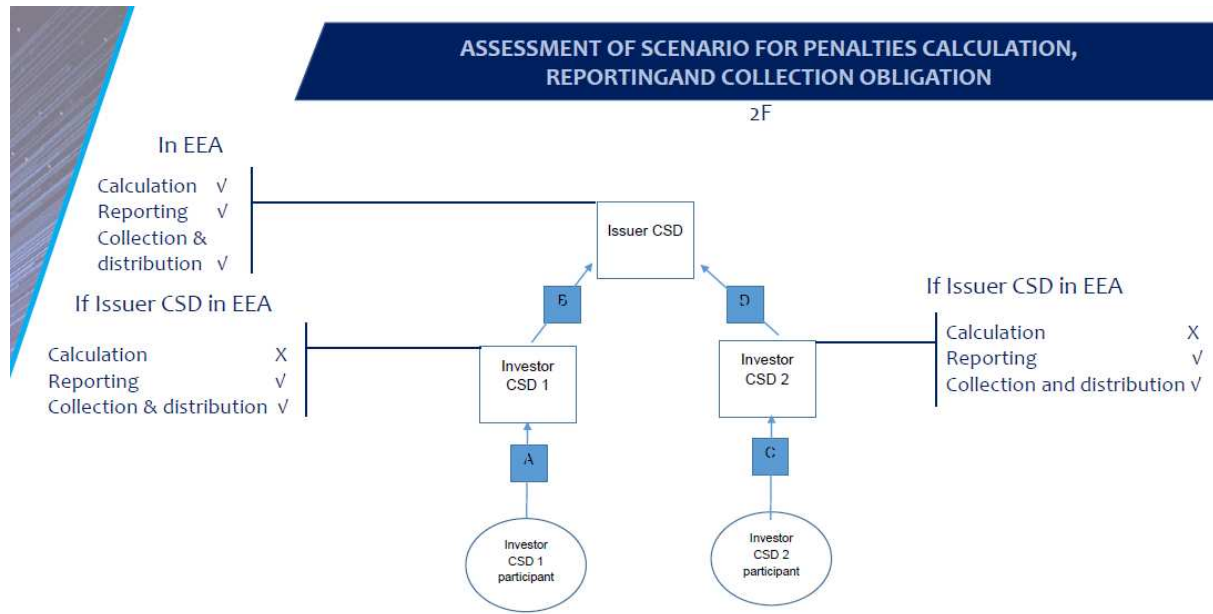 ASSESSMENT OF SCENARIO FOR PENALTIES CALCULATION,
REPORTINGAND COLLECTION OBLIGATION
2F
In EEA
Calculation √
Reporting √
Collection &
distribution √
Issuer CSD
If Issuer CSD in EEA
Calculation X
Reporting √
Collection & distribution √
B
D
If Issuer CSD in EEA
Calculation X
Reporting √
Collection and distribution √
Investor
CSD 1
Investor
CSD 2
A
C
Investor
CSD 1
participant
Investor
CSD 2
participant